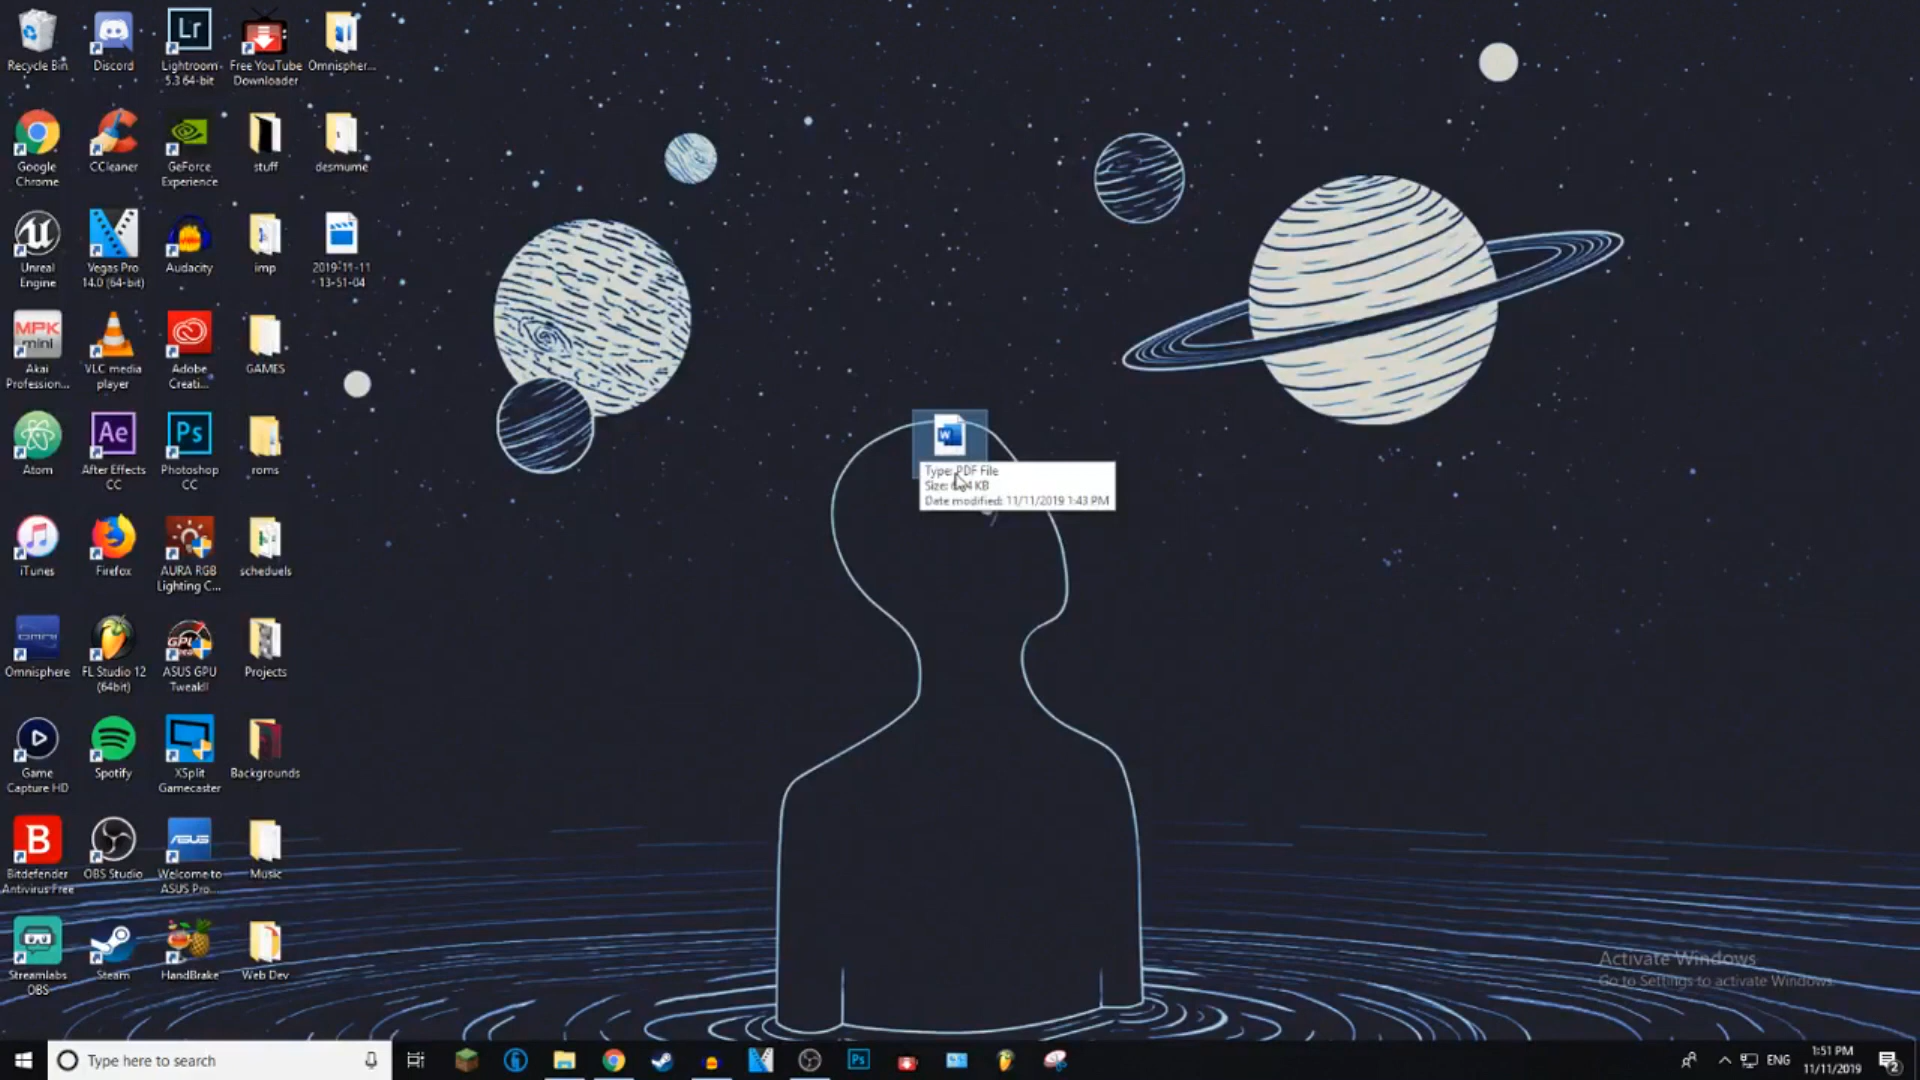 Recycle Bin
Discord
Lightroom
5.3 64-bit
Free YouTube
Downloader
Omnispher...
Google
Chrome
CCleaner
GeForce
Experience
stuff
desmume
Unreal
Engine
Vegas Pro
14.0 (64-bit)
Audacity
imp
2019-11-11
13-51-04
MPK
mini
Akai
Profession...
VLC media
player
Adobe
Creati...
GAMES
Atom
After Effects
CC
Photoshop
CC
roms
Type: PDF File
Size: KB
Date modified: 11/11/2019 1:43 PM
iTunes
Firefox
AURA RGB
Lighting C...
scheduels
Omnisphere
FL Studio 12
(64bit)
ASUS GPU
TweakII
Projects
Game
Capture HD
Spotify
XSplit
Gamecaster
Backgrounds
Bitdefender
Antivirus Free
OBS Studio
Welcome to
ASUS Pro...
Music
Streamlabs
OBS
Steam
HandBrake
Web Dev
Activate Windows
Go to Settings to activate Windows.
Type here to search
Ps
ENG
1:51 PM
11/11/2019
2